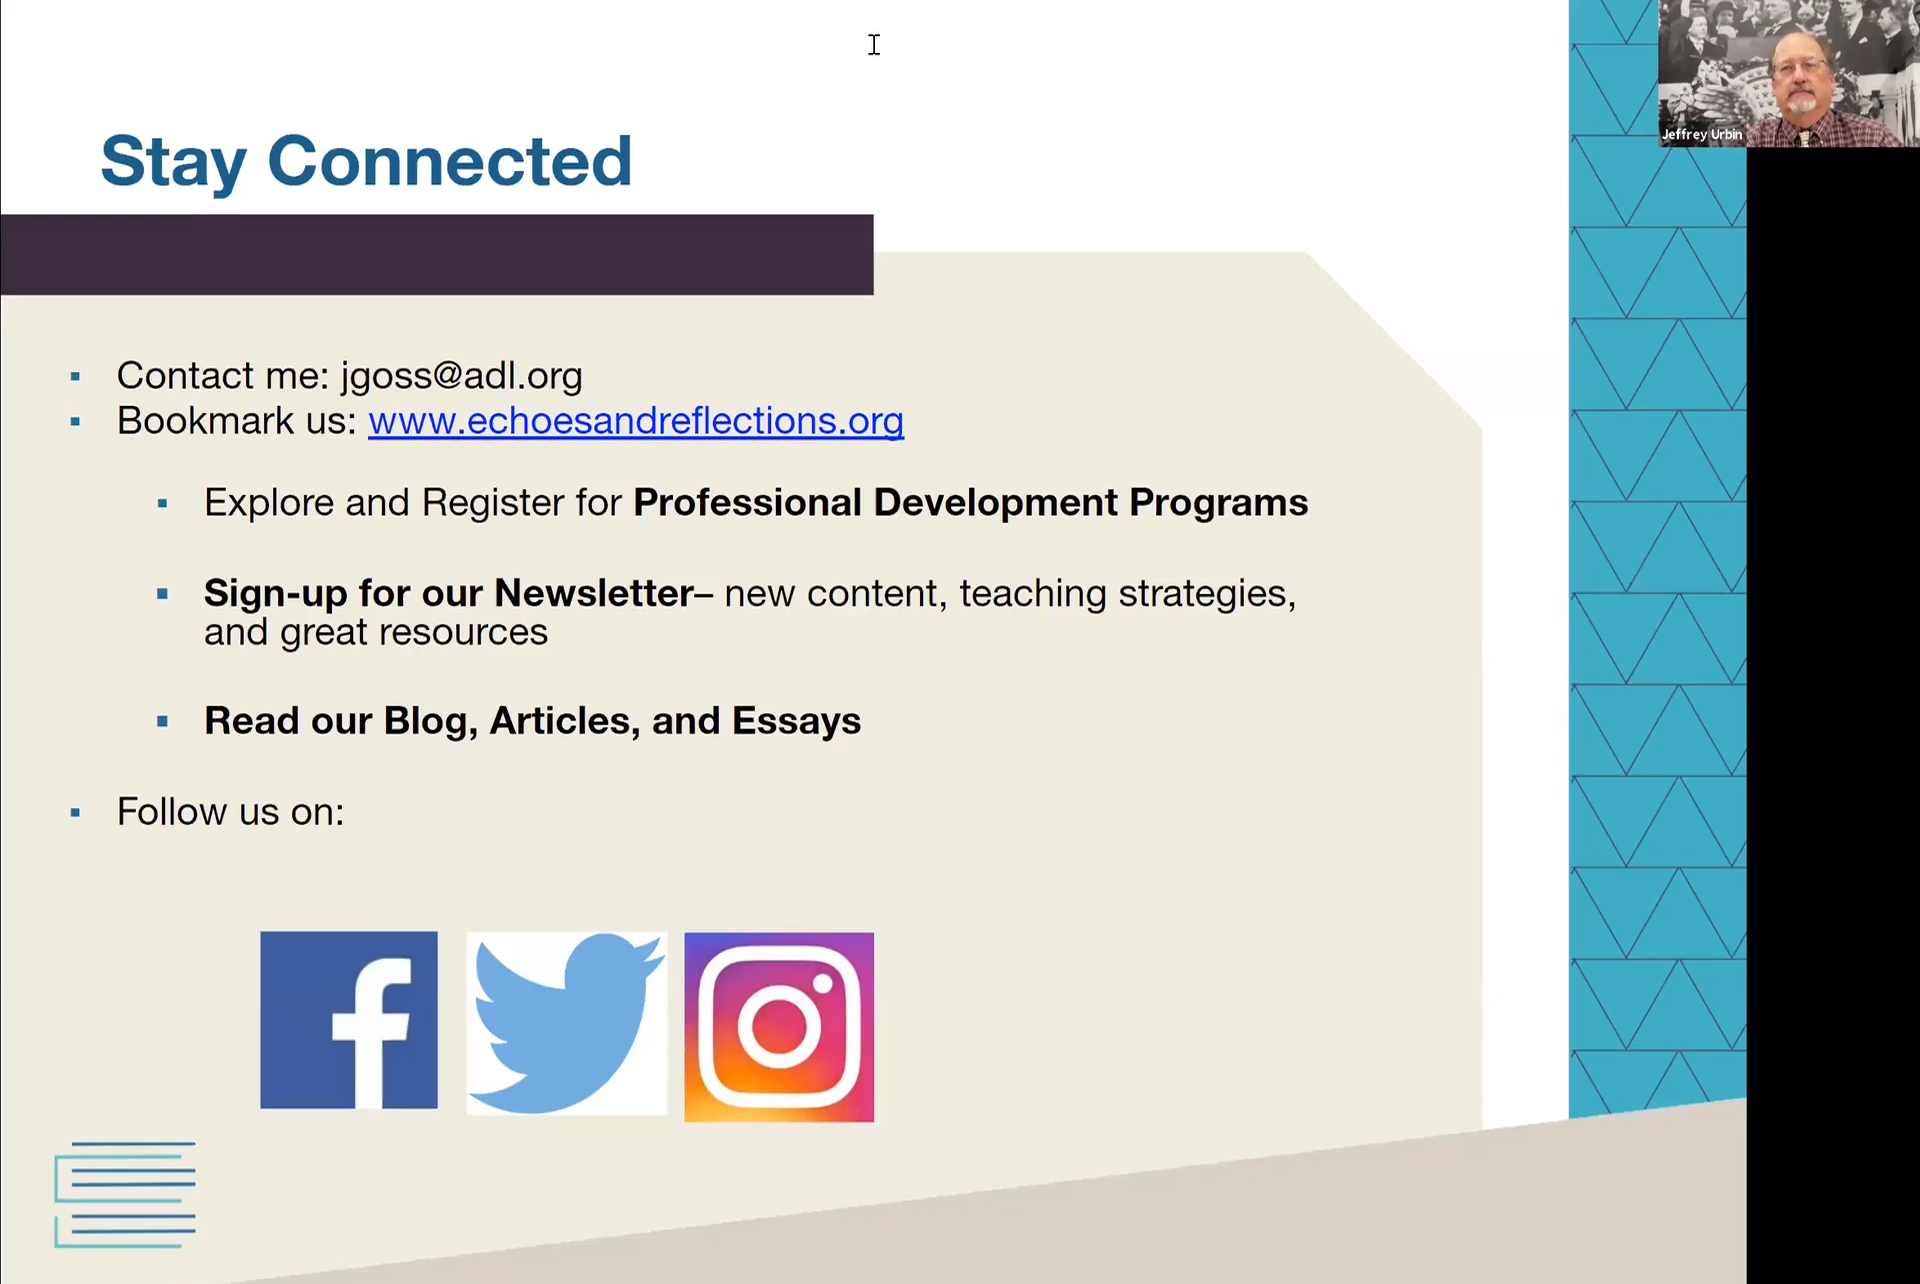 Jeffrey Urbin
Stay Connected
Contact me: jgoss@adl.org
Bookmark us: www.echoesandreflections.org
Explore and Register for Professional Development Programs
Sign-up for our Newsletter– new content, teaching strategies,
and great resources
Read our Blog, Articles, and Essays
Follow us on: